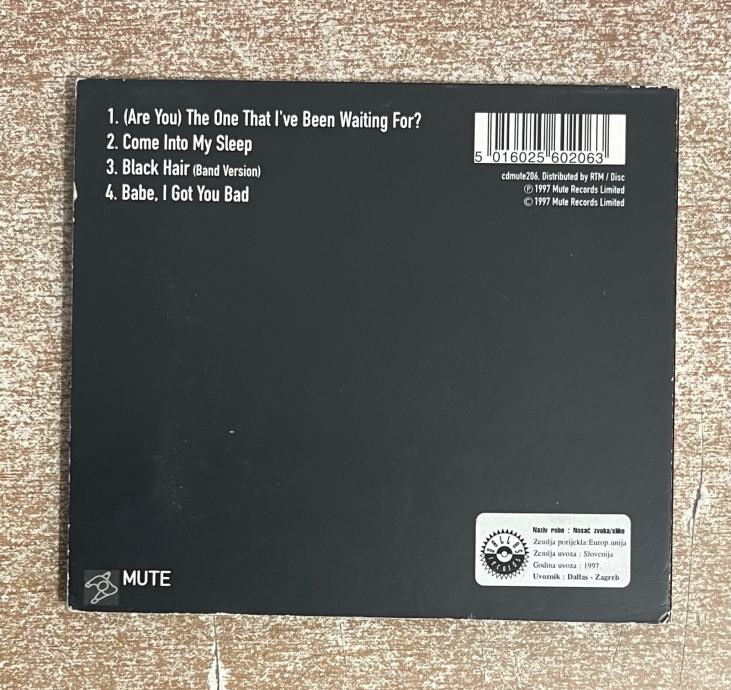 1. (Are You) The One That I've Been Waiting For?
2. Come Into My Sleep
3. Black Hair (Band Version)
4. Babe, I Got You Bad
5 016025 602063
cdmute206. Distributed by RTM / Disc
℗ 1997 Mute Records Limited
© 1997 Mute Records Limited
MUTE
DALLAS
RECORDS
Naziv robe : Nosač zvuka/slike
Zemlja porijekla:Europ.unija
Zemlja uvoza : Slovenija
Godina uvoza : 1997.
Uvoznik : Dallas - Zagreb